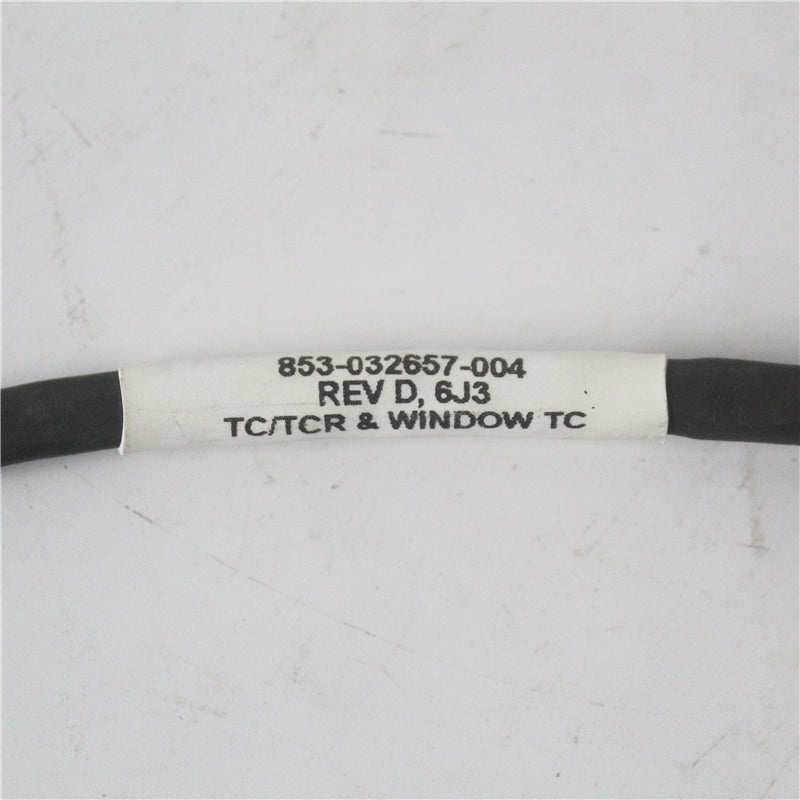 853-032657-004
REV D, 6J3
TC/TCR & WINDOW TC